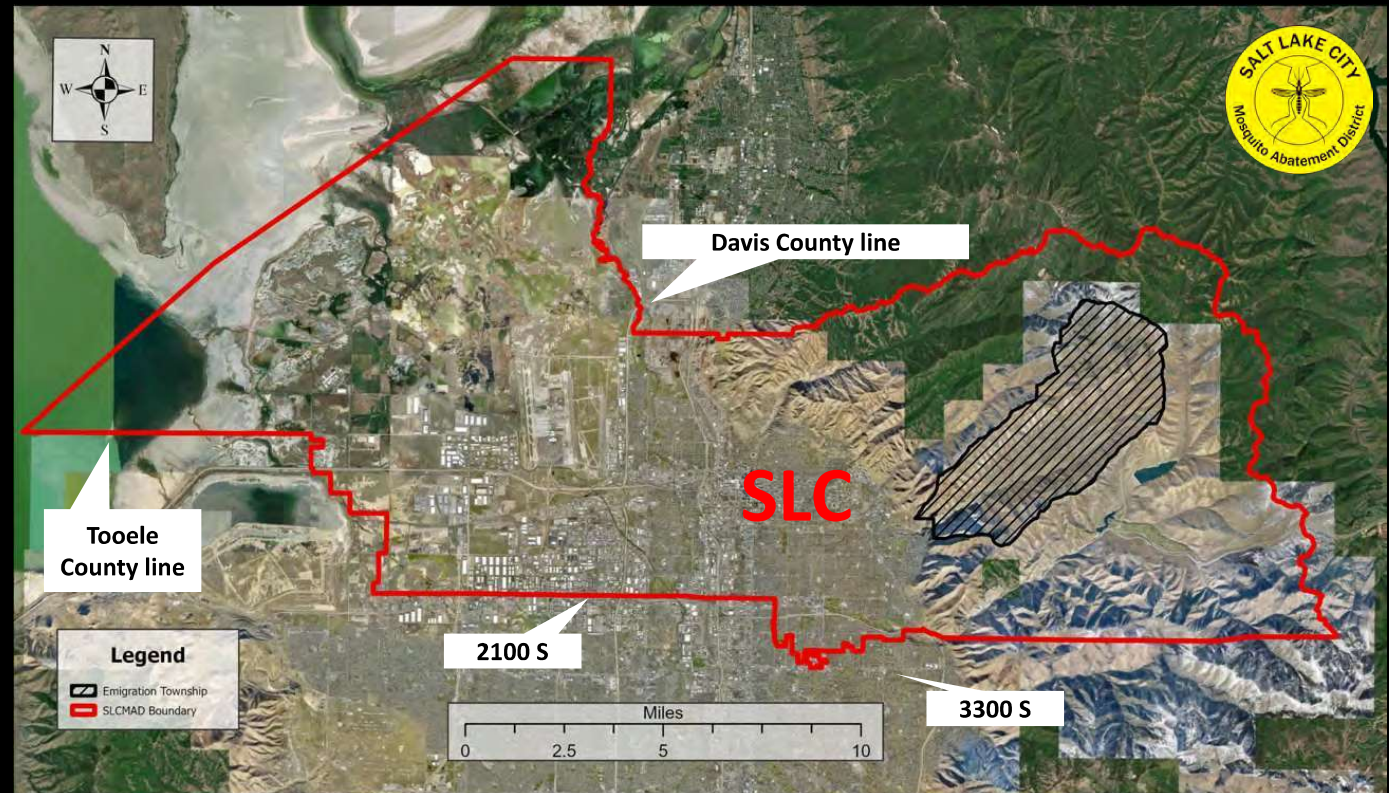 N
W E
S
SALT LAKE CITY
Mosquito Abatement District
Davis County line
SLC
Tooele
County line
2100 S
3300 S
Legend
Emigration Township
SLCMAD Boundary
Miles
0 2.5 5 10